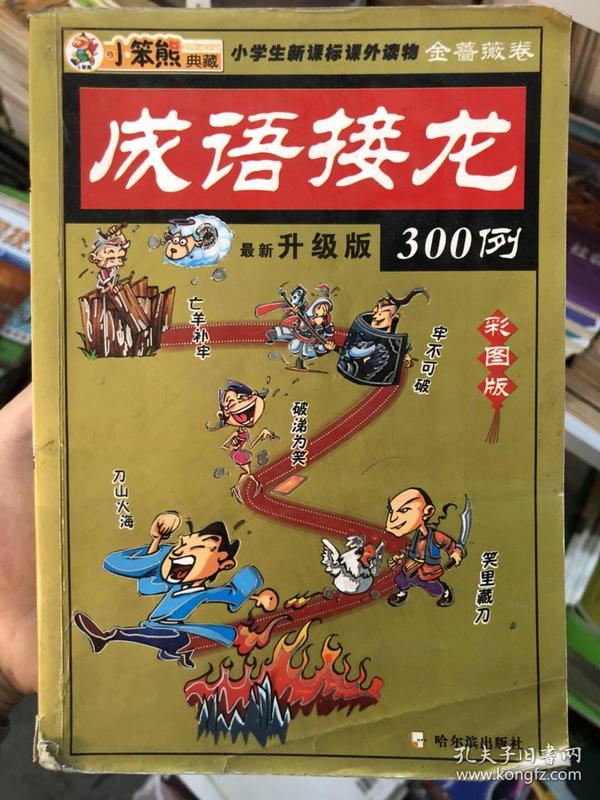 小笨熊典藏 小学生新课标课外读物 金蔷薇卷
成语接龙
最新升级版 300例
彩图版
亡羊补牢
牢不可破
破涕为笑
笑里藏刀
刀山火海
哈尔滨出版社
孔夫子旧书网
www.kongfz.com